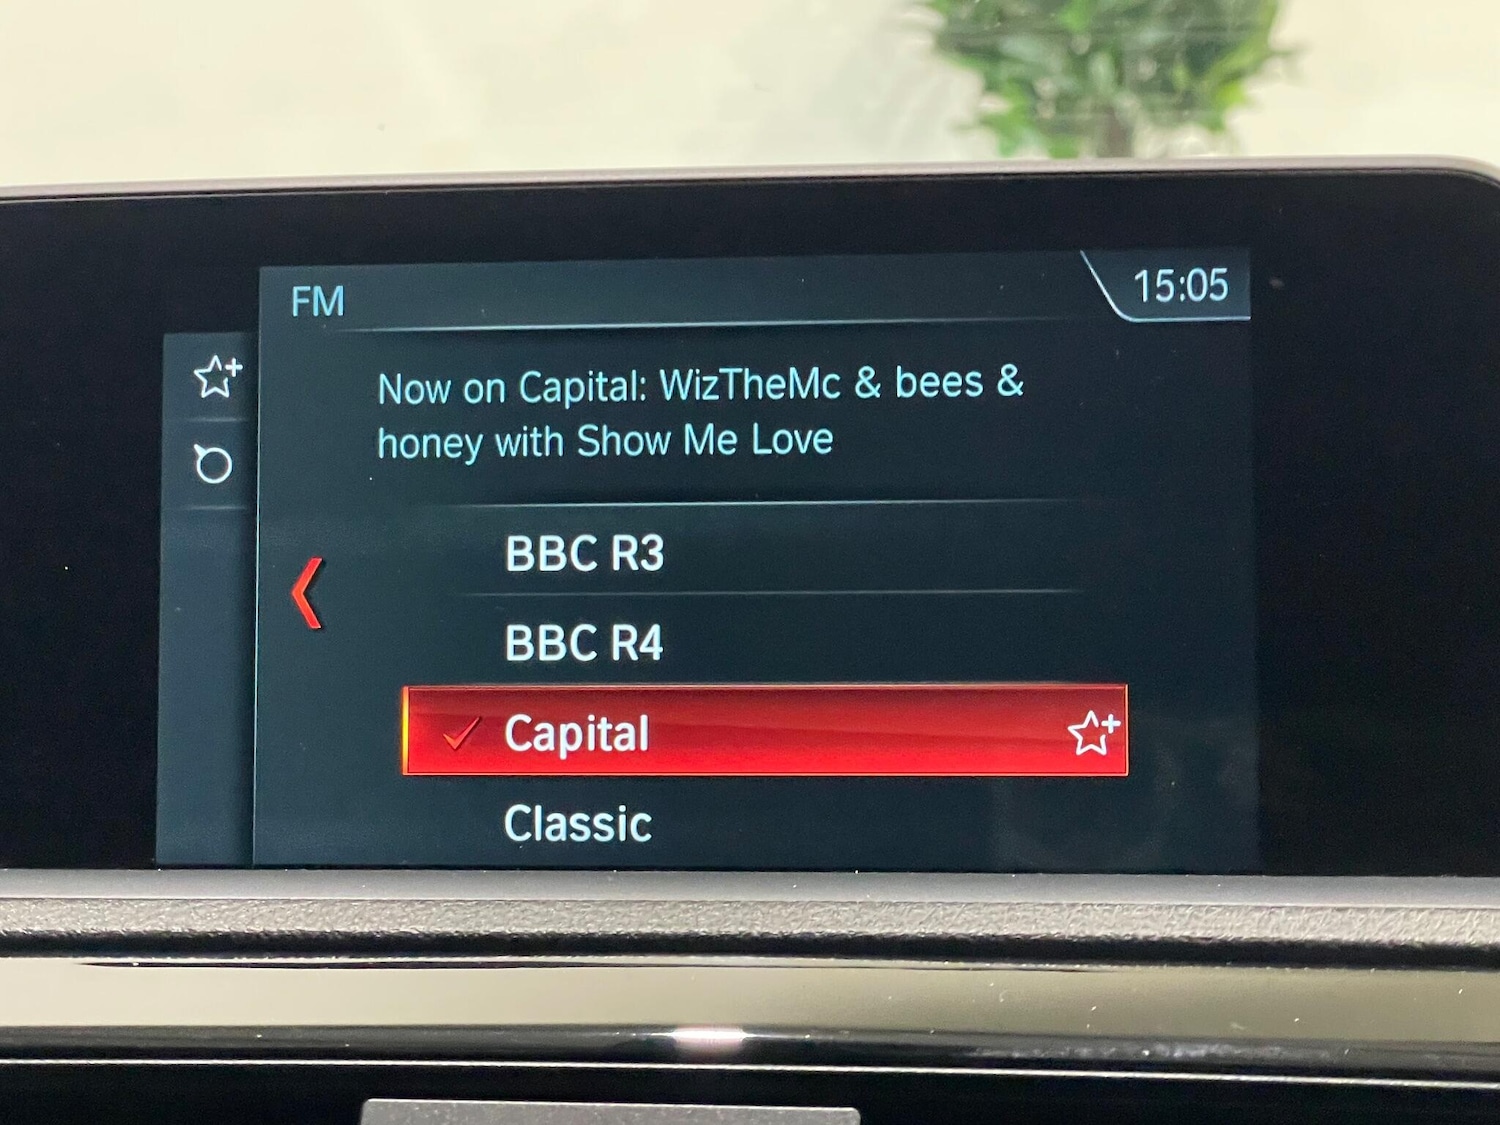 FM
15:05
Now on Capital: WizTheMc & bees &
honey with Show Me Love
BBC R3
BBC R4
Capital
Classic